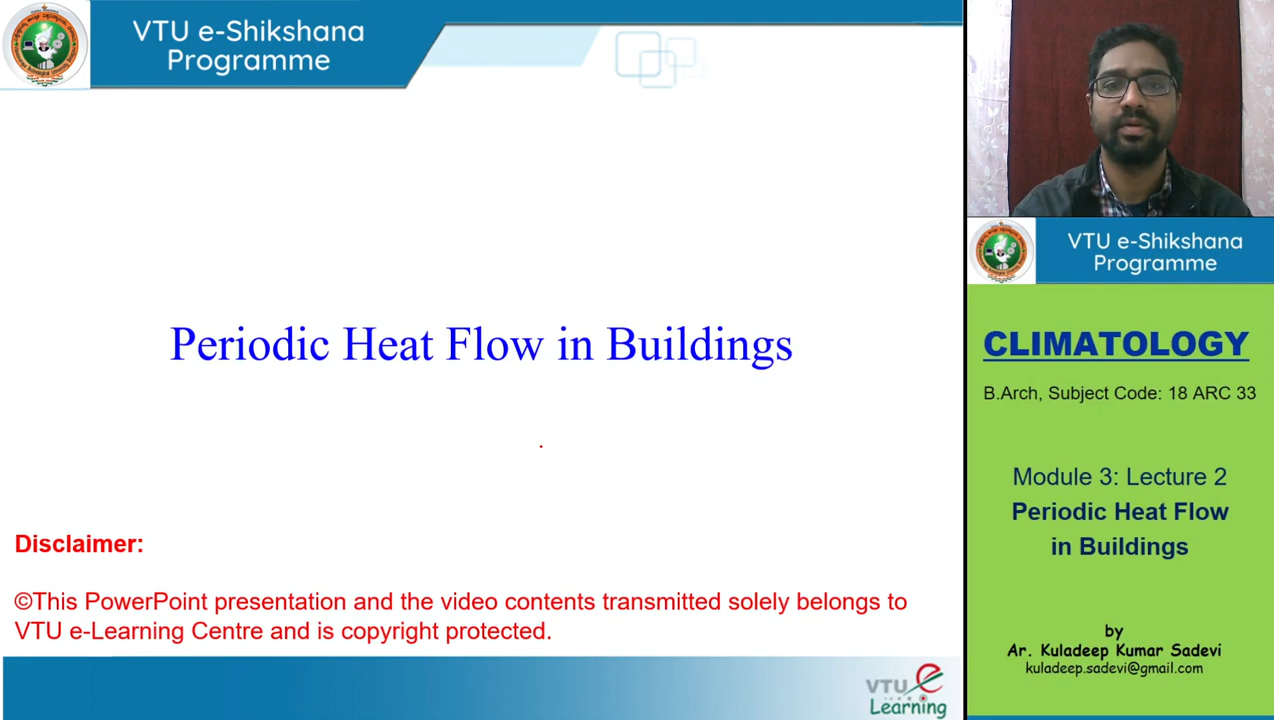 VTU e-Shikshana
Programme
Periodic Heat Flow in Buildings
Disclaimer:
©This PowerPoint presentation and the video contents transmitted solely belongs to
VTU e-Learning Centre and is copyright protected.
VTU e
Learning
VTU e-Shikshana
Programme
CLIMATOLOGY
B.Arch, Subject Code: 18 ARC 33
Module 3: Lecture 2
Periodic Heat Flow
in Buildings
by
Ar. Kuladeep Kumar Sadevi
kuladeep.sadevi@gmail.com